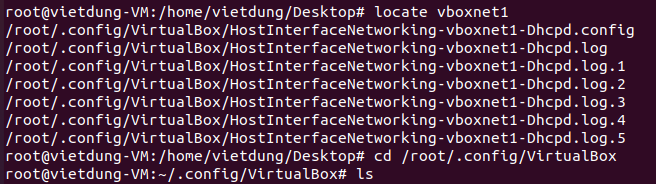 root@vietdung-VM:/home/vietdung/Desktop# locate vboxnet1
/root/.config/VirtualBox/HostInterfaceNetworking-vboxnet1-Dhcpd.config
/root/.config/VirtualBox/HostInterfaceNetworking-vboxnet1-Dhcpd.log
/root/.config/VirtualBox/HostInterfaceNetworking-vboxnet1-Dhcpd.log.1
/root/.config/VirtualBox/HostInterfaceNetworking-vboxnet1-Dhcpd.log.2
/root/.config/VirtualBox/HostInterfaceNetworking-vboxnet1-Dhcpd.log.3
/root/.config/VirtualBox/HostInterfaceNetworking-vboxnet1-Dhcpd.log.4
/root/.config/VirtualBox/HostInterfaceNetworking-vboxnet1-Dhcpd.log.5
root@vietdung-VM:/home/vietdung/Desktop# cd /root/.config/VirtualBox
root@vietdung-VM:~/.config/VirtualBox# ls